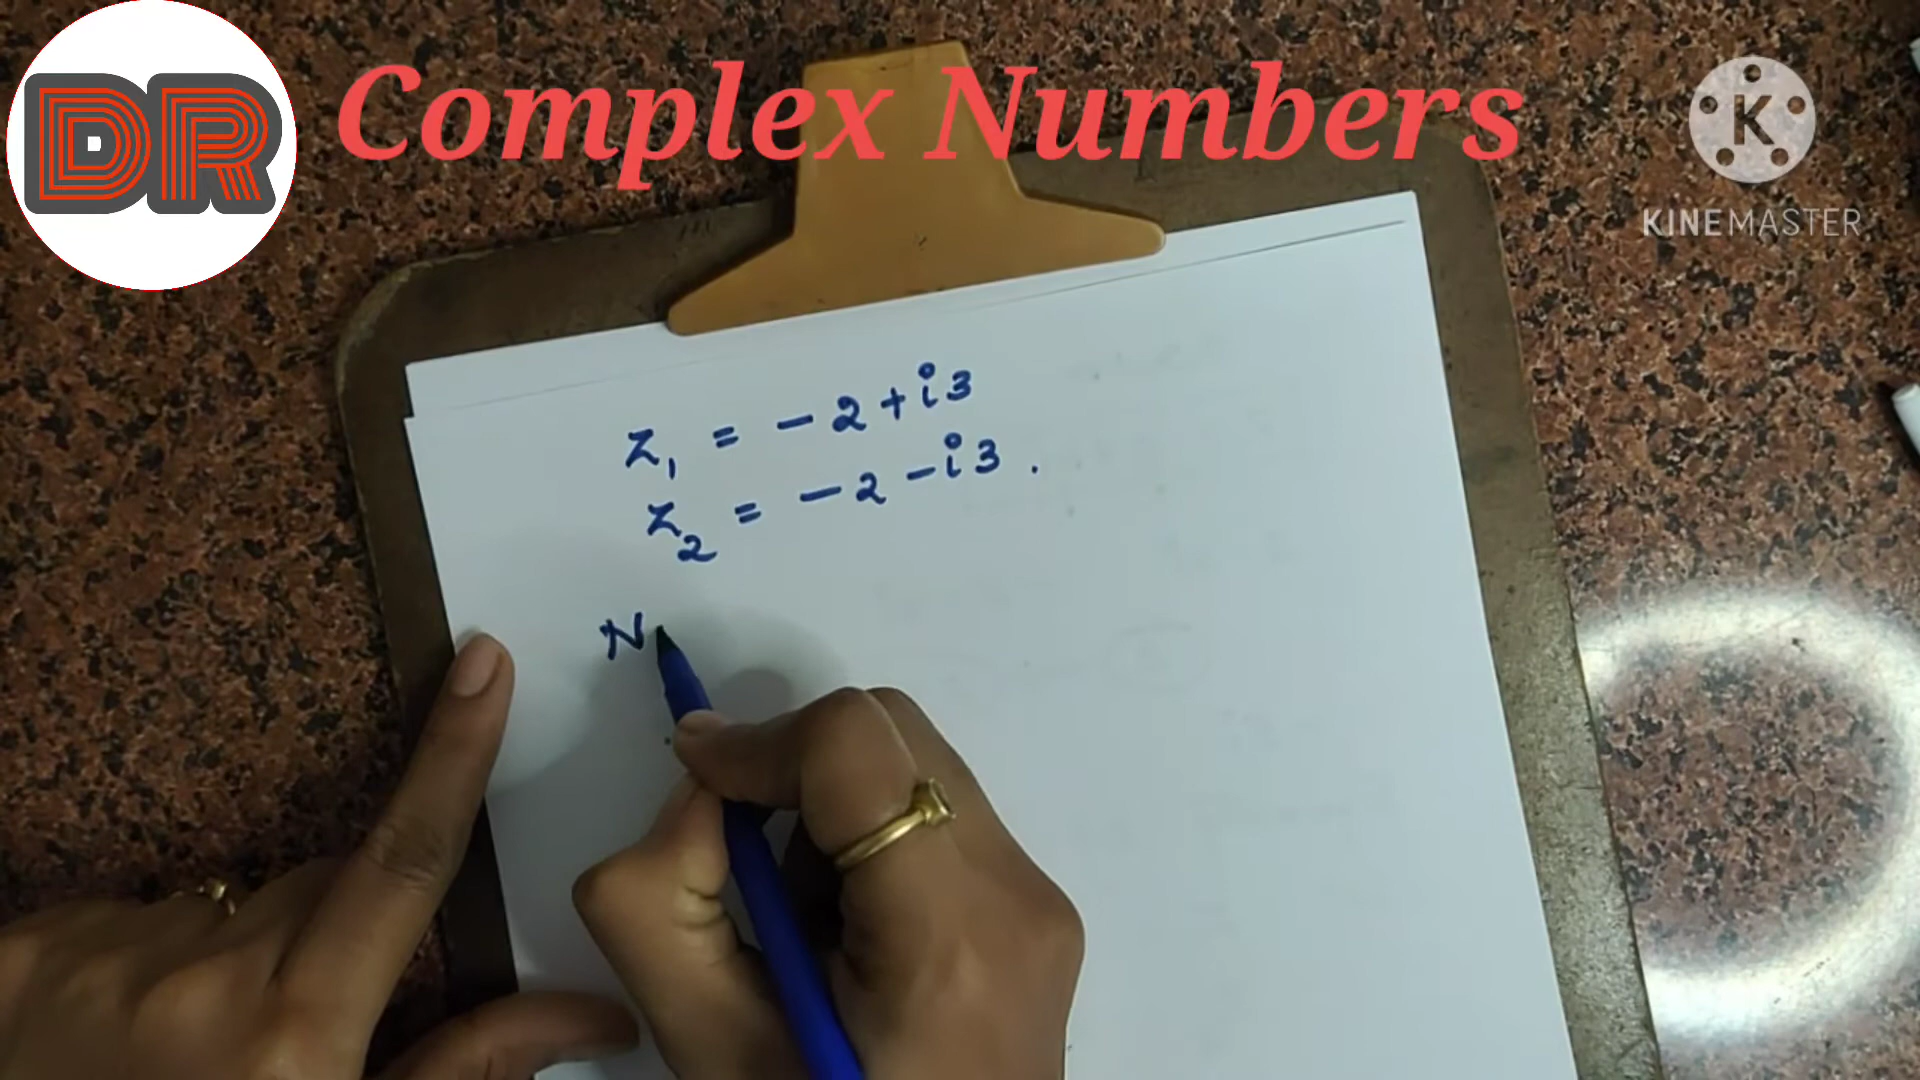 DR
Complex Numbers
K
KINEMASTER
z₁ = -2+i3
z₂ = -2-i3.
N